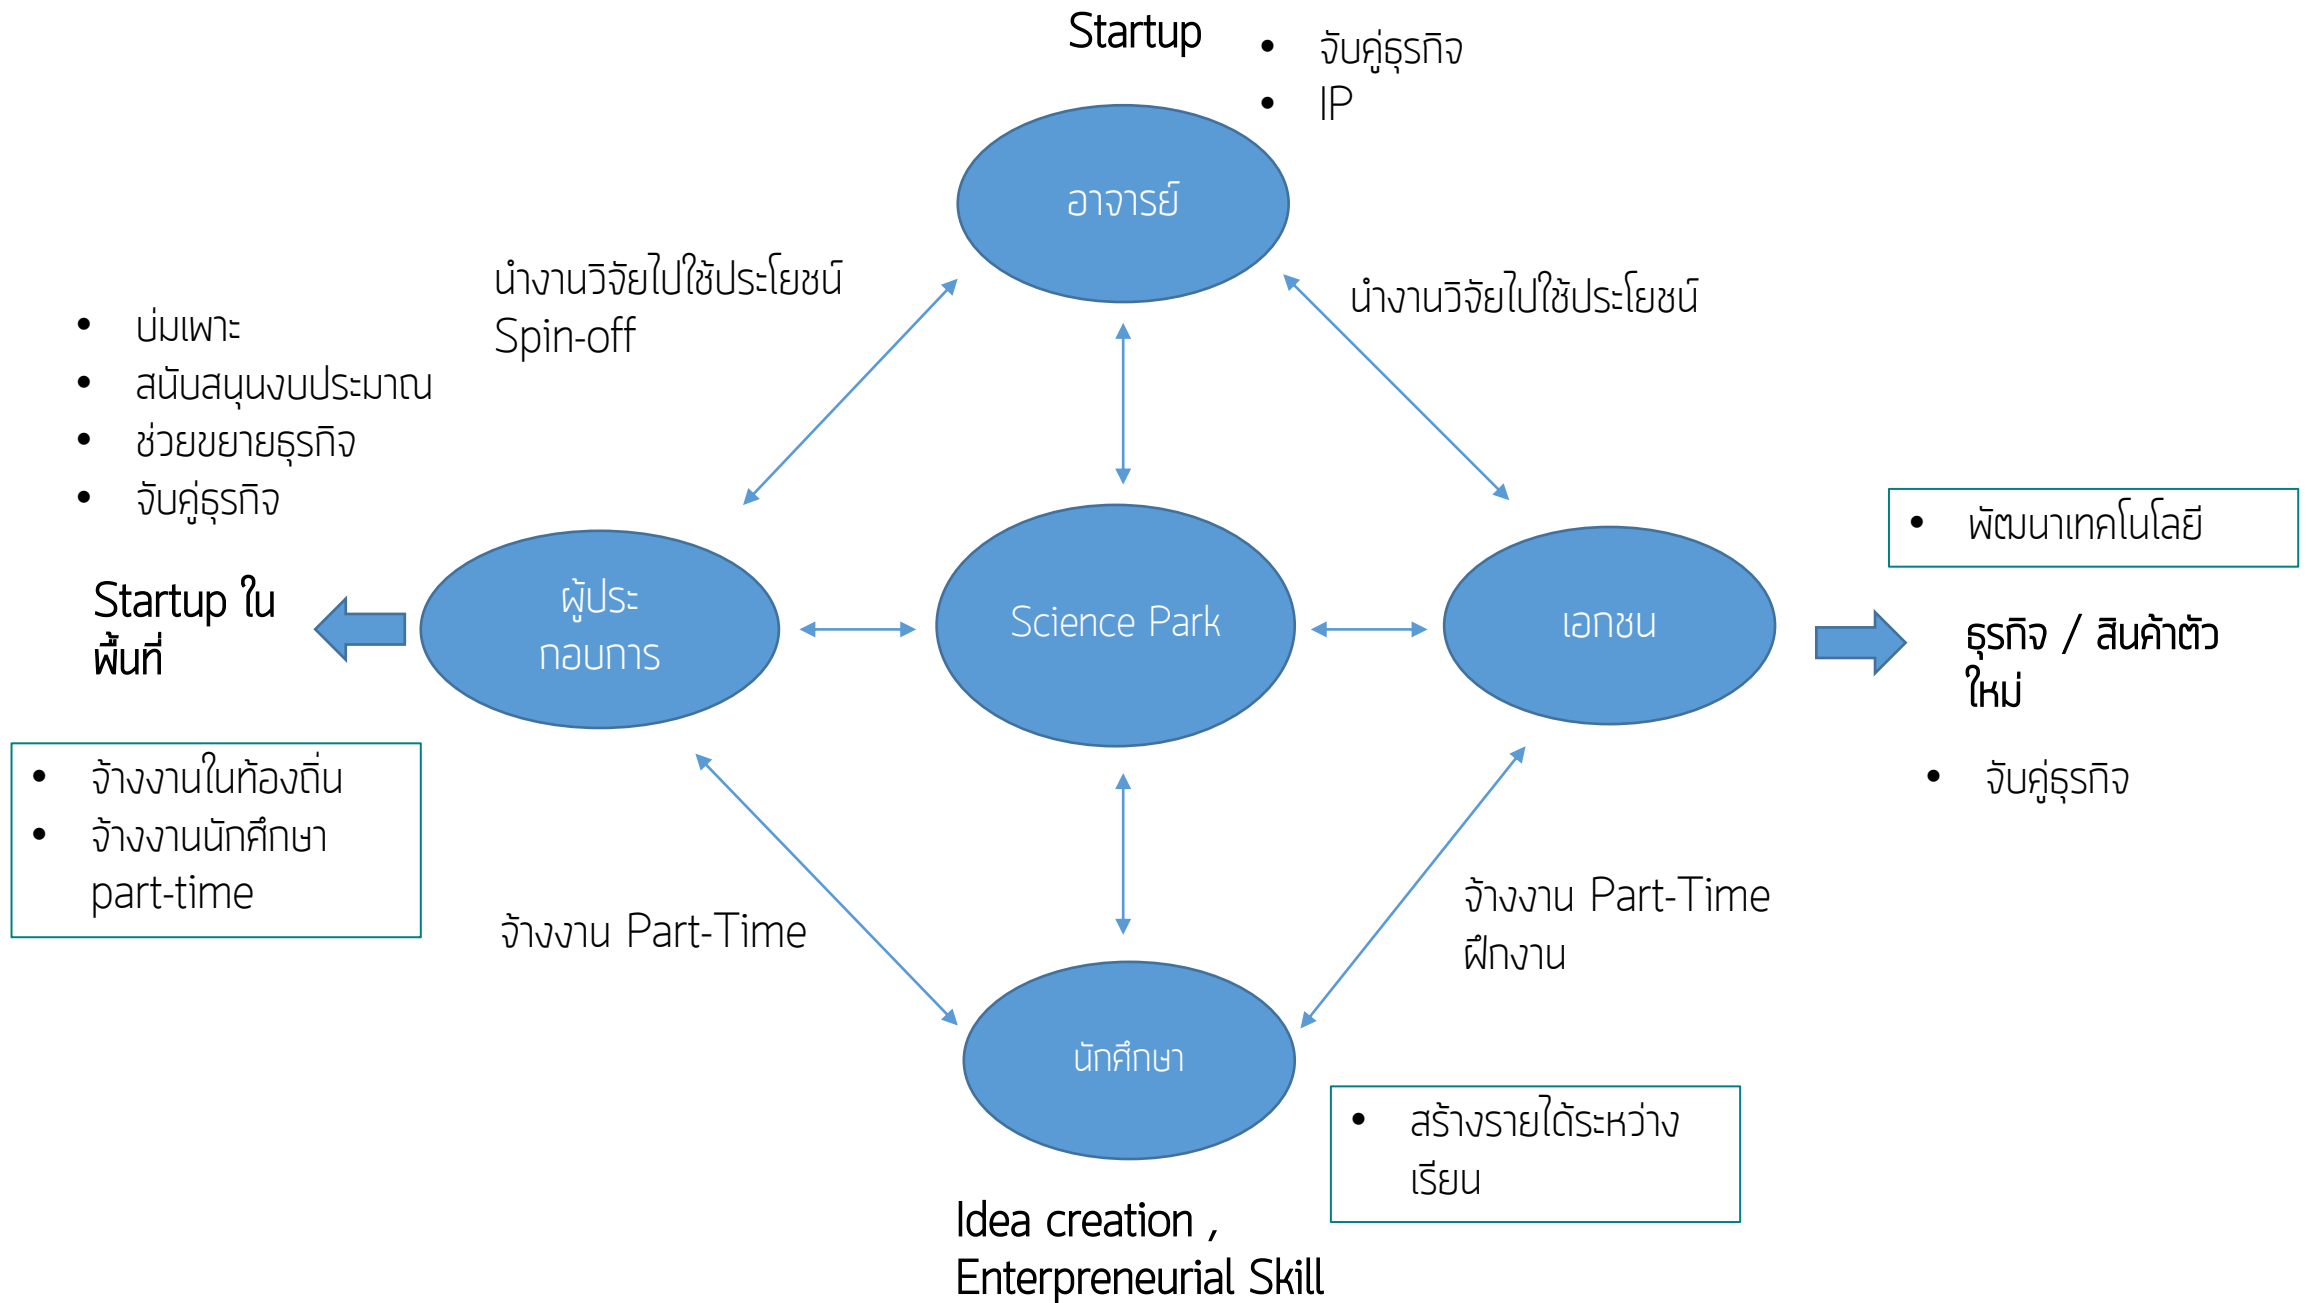 Startup
• จับคู่ธุรกิจ
• IP
อาจารย์
นำงานวิจัยไปใช้ประโยชน์
Spin-off
นำงานวิจัยไปใช้ประโยชน์
• บ่มเพาะ
• สนับสนุนงบประมาณ
• ช่วยขยายธุรกิจ
• จับคู่ธุรกิจ
• พัฒนาเทคโนโลยี
Startup ใน
พื้นที่
ผู้ประ
กอบการ
Science Park
เอกชน
ธุรกิจ / สินค้าตัว
ใหม่
• จ้างงานในท้องถิ่น
• จ้างงานนักศึกษา
part-time
• จับคู่ธุรกิจ
จ้างงาน Part-Time
จ้างงาน Part-Time
ฝึกงาน
นักศึกษา
• สร้างรายได้ระหว่าง
เรียน
Idea creation ,
Enterpreneurial Skill